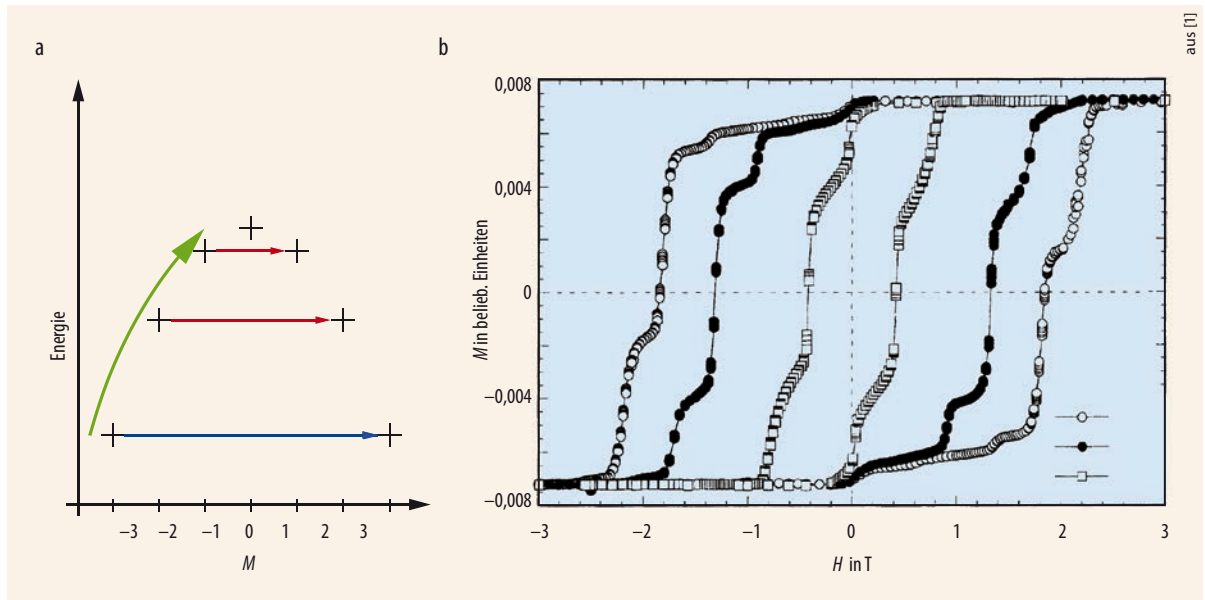 a
Energie
−3 −2 −1 0 1 2 3
M
b
aus [1]
M in belieb. Einheiten
0,008
0,004
0
−0,004
−0,008
−3 −2 −1 0 1 2 3
H in T